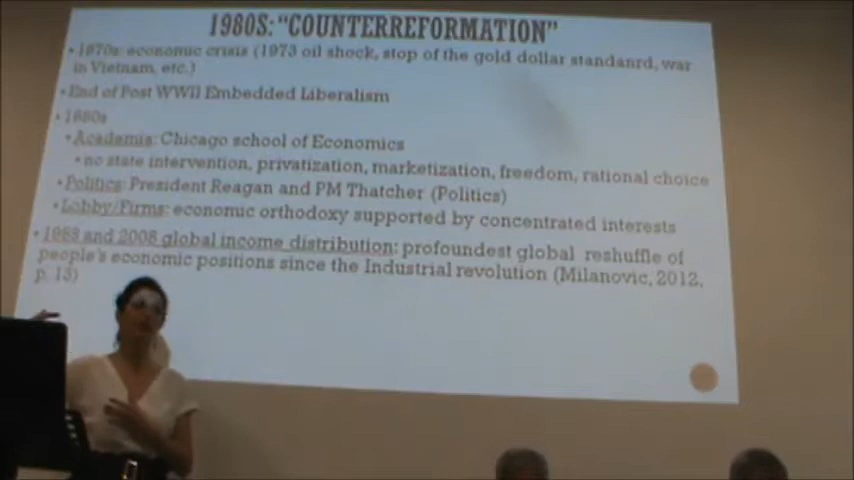 1980S: “COUNTERREFORMATION”
• 1970s: economic crisis (1973 oil shock, stop of the gold dollar standanrd, war
in Vietnam, etc.)
• End of Post WWII Embedded Liberalism
• 1980s
• Academia: Chicago school of Economics
• no state intervention, privatization, marketization, freedom, rational choice
• Politics: President Reagan and PM Thatcher (Politics)
• Lobby/Firms: economic orthodoxy supported by concentrated interests
• 1988 and 2008 global income distribution: profoundest global reshuffle of
people's economic positions since the Industrial revolution (Milanovic, 2012,
p. 13)